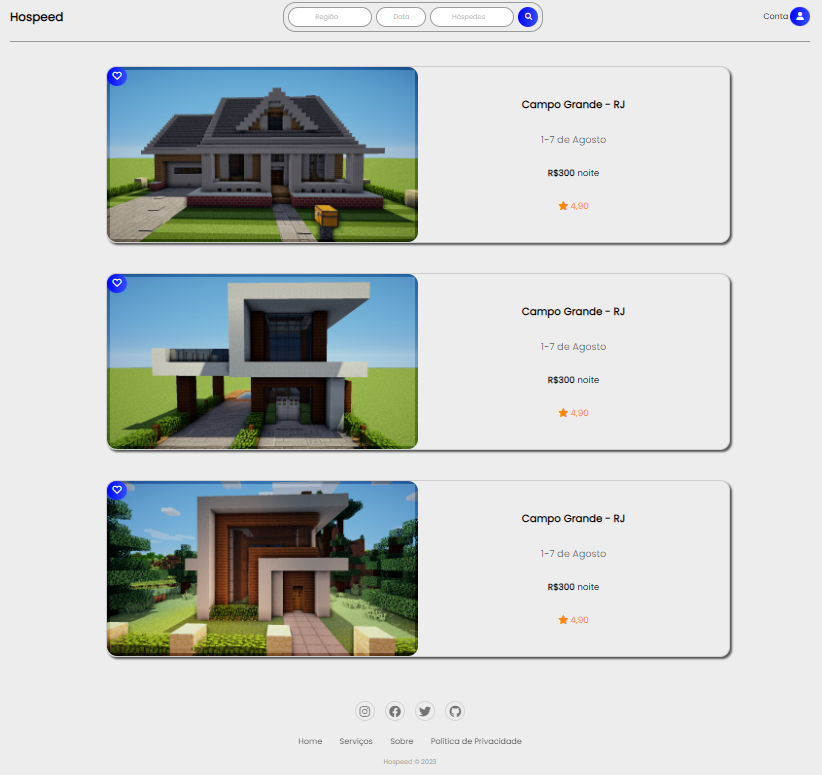 Hospeed
Região
Data
Hóspedes
Conta
Campo Grande - RJ
1-7 de Agosto
R$300 noite
4,90
Campo Grande - RJ
1-7 de Agosto
R$300 noite
4,90
Campo Grande - RJ
1-7 de Agosto
R$300 noite
4,90
Home Serviços Sobre Política de Privacidade
Hospeed © 2023